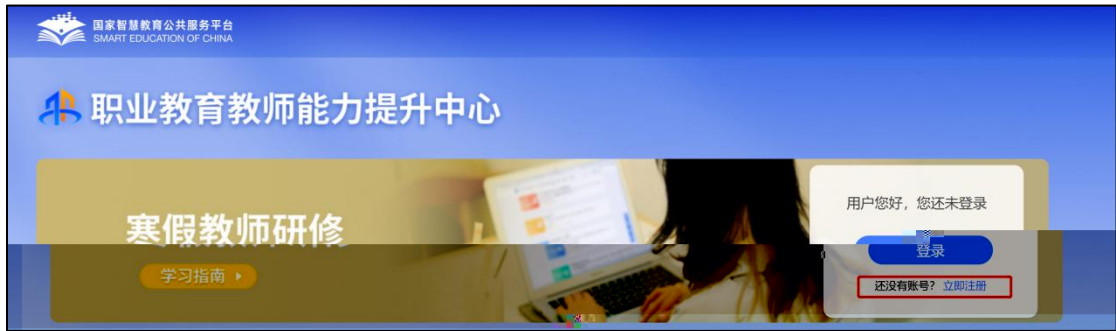 国家智慧教育公共服务平台
SMART EDUCATION OF CHINA
职业教育教师能力提升中心
寒假教师研修
学习指南
用户您好，您还未登录
登录
还没有账号？ 立即注册